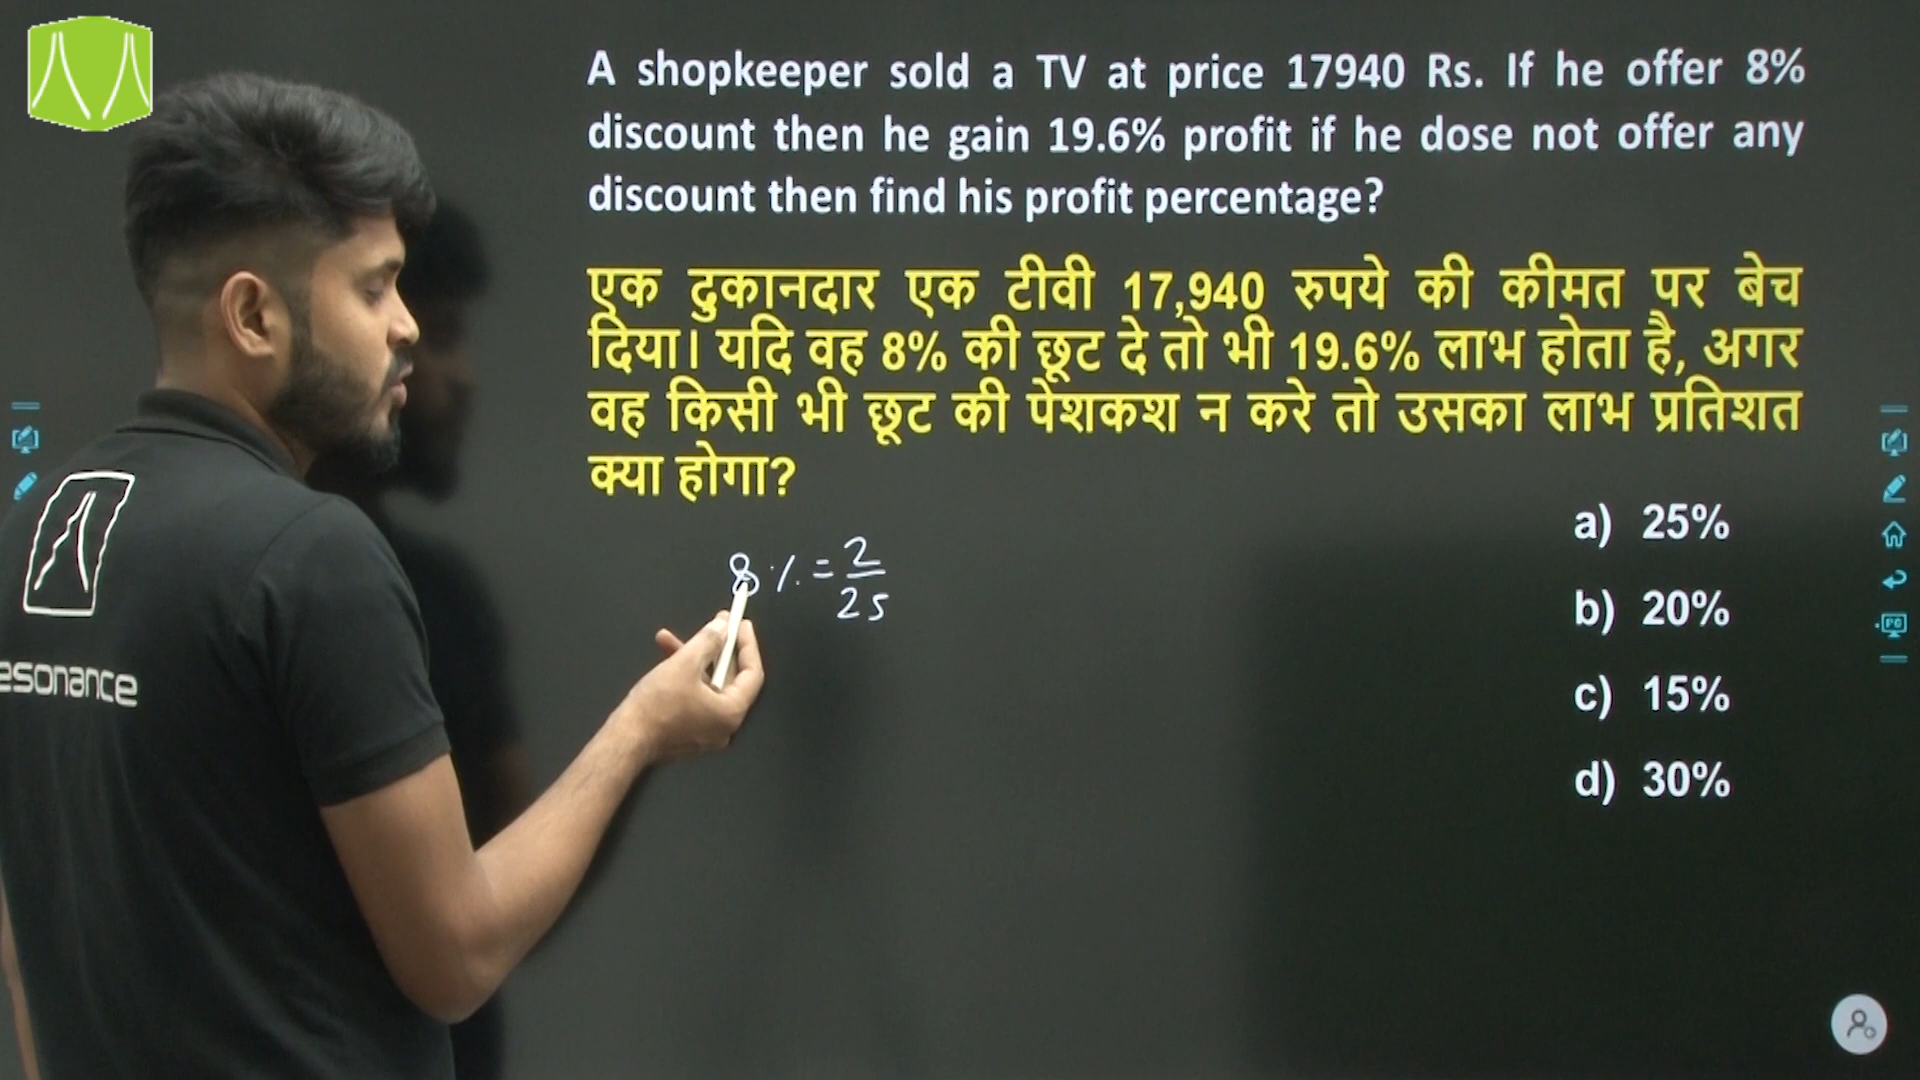 A shopkeeper sold a TV at price 17940 Rs. If he offer 8%
discount then he gain 19.6% profit if he dose not offer any
discount then find his profit percentage?
एक दुकानदार एक टीवी 17,940 रुपये की कीमत पर बेच
दिया। यदि वह 8% की छूट दे तो भी 19.6% लाभ होता है, अगर
वह किसी भी छूट की पेशकश न करे तो उसका लाभ प्रतिशत
क्या होगा?
a) 25%
b) 20%
c) 15%
d) 30%
8% = 2/25
esonance